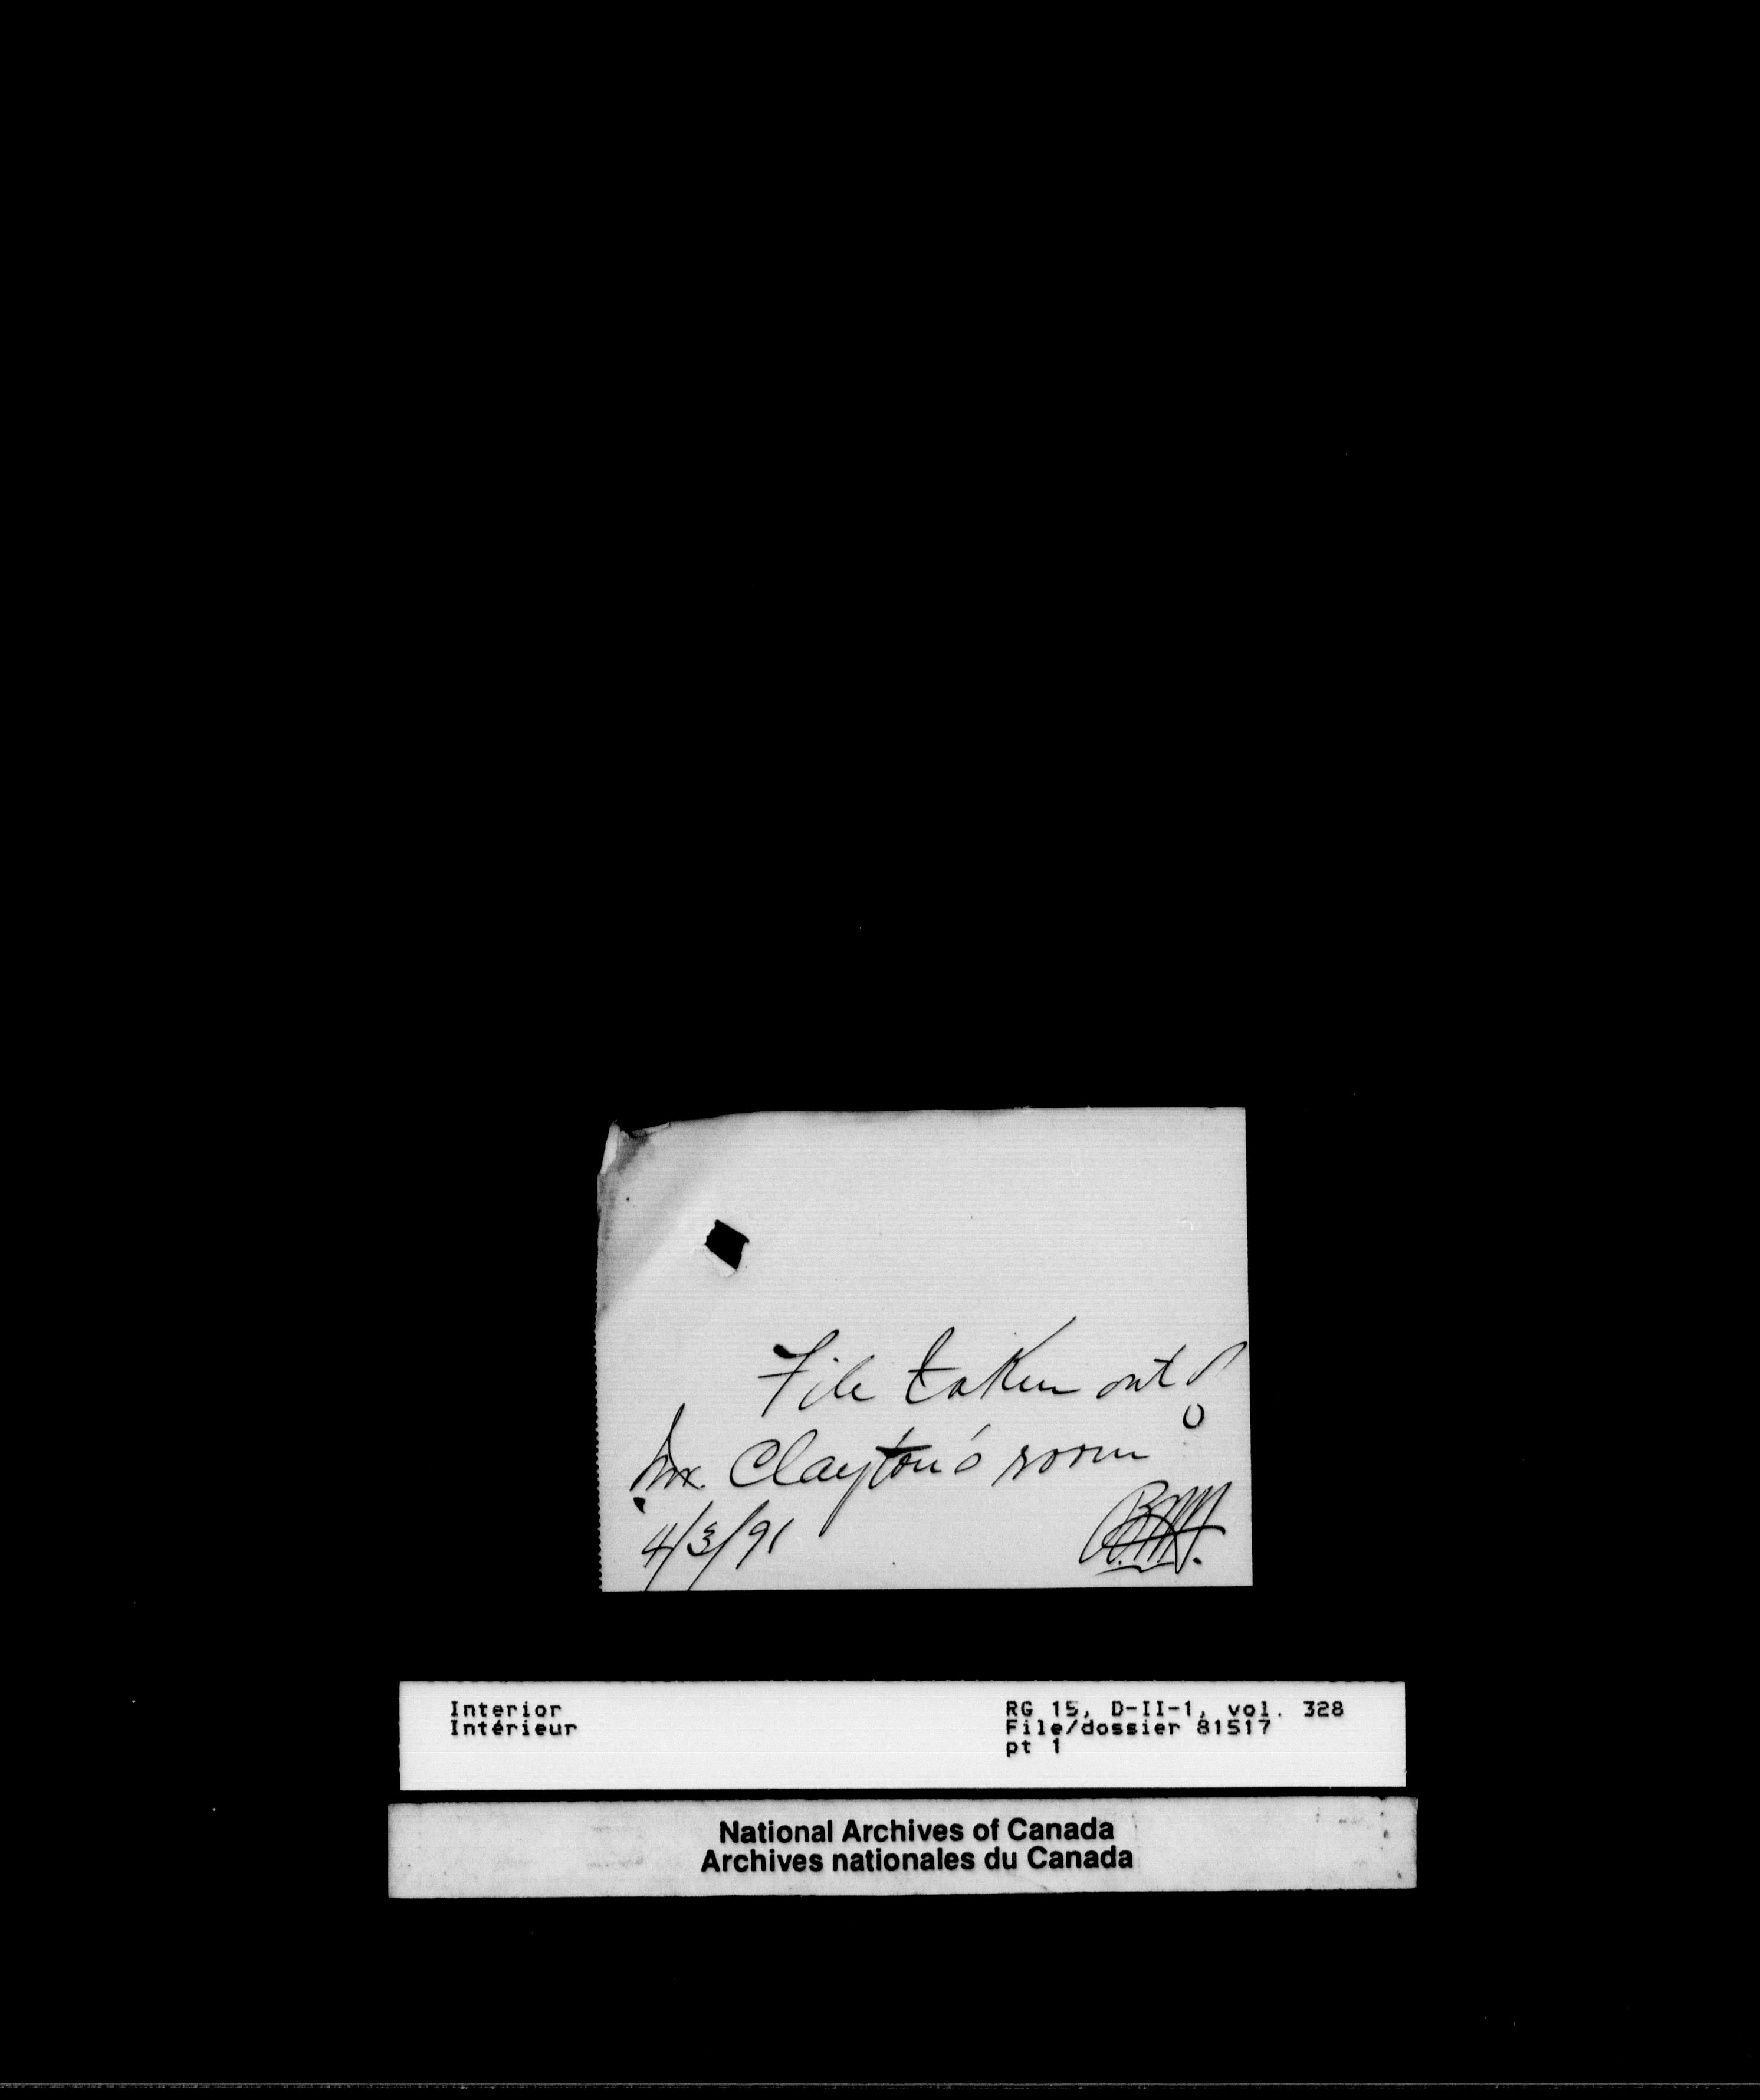 File taken out of
Mr. Clayton's room
4/3/91
Interior
Intérieur
RG 15, D-II-1, vol. 328
File/dossier 81517
pt 1
National Archives of Canada
Archives nationales du Canada